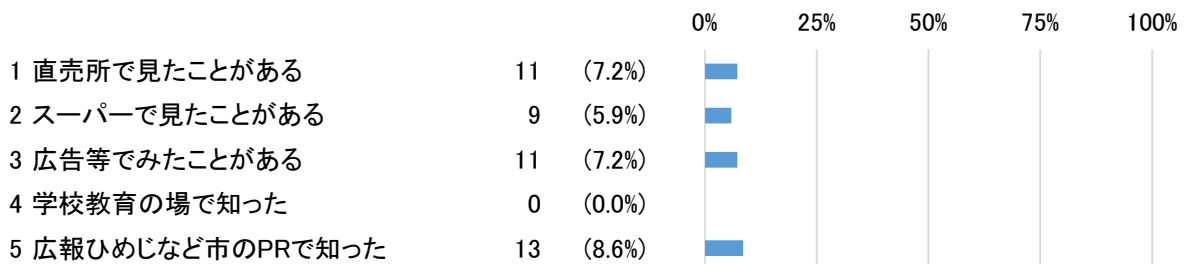 0% 25% 50% 75% 100%
1 直売所で見たことがある 11 (7.2%)
2 スーパーで見たことがある 9 (5.9%)
3 広告等でみたことがある 11 (7.2%)
4 学校教育の場で知った 0 (0.0%)
5 広報ひめじなど市のPRで知った 13 (8.6%)